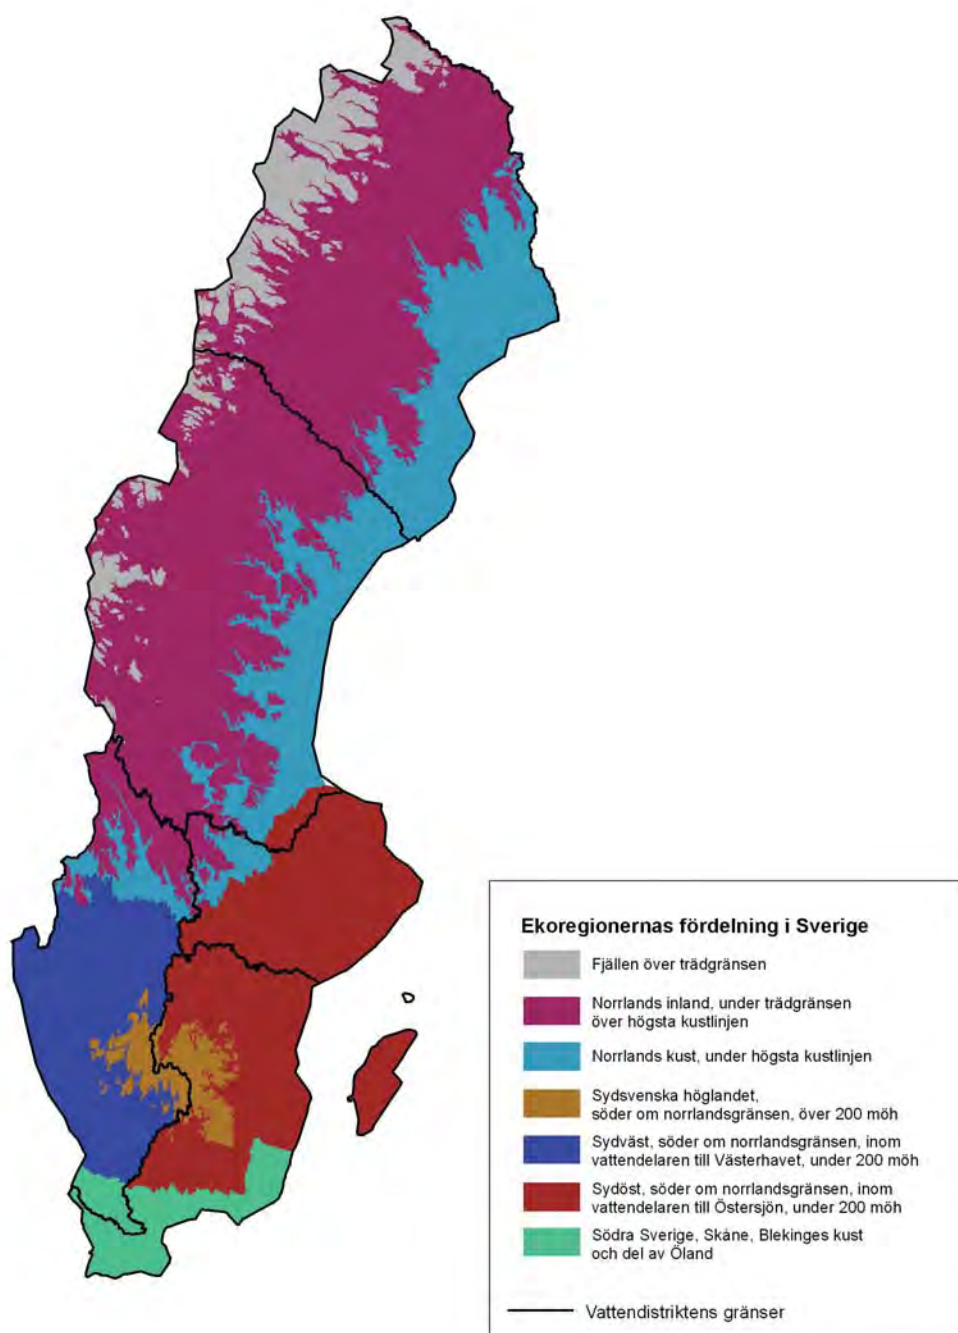 Ekoregionernas fördelning i Sverige
Fjällen över trädgränsen
Norrlands inland, under trädgränsen
över högsta kustlinjen
Norrlands kust, under högsta kustlinjen
Sydsvenska höglandet,
söder om norrlandsgränsen, över 200 möh
Sydväst, söder om norrlandsgränsen, inom
vattendelaren till Västerhavet, under 200 möh
Sydöst, söder om norrlandsgränsen, inom
vattendelaren till Östersjön, under 200 möh
Södra Sverige, Skåne, Blekinges kust
och del av Öland
Vattendistriktens gränser